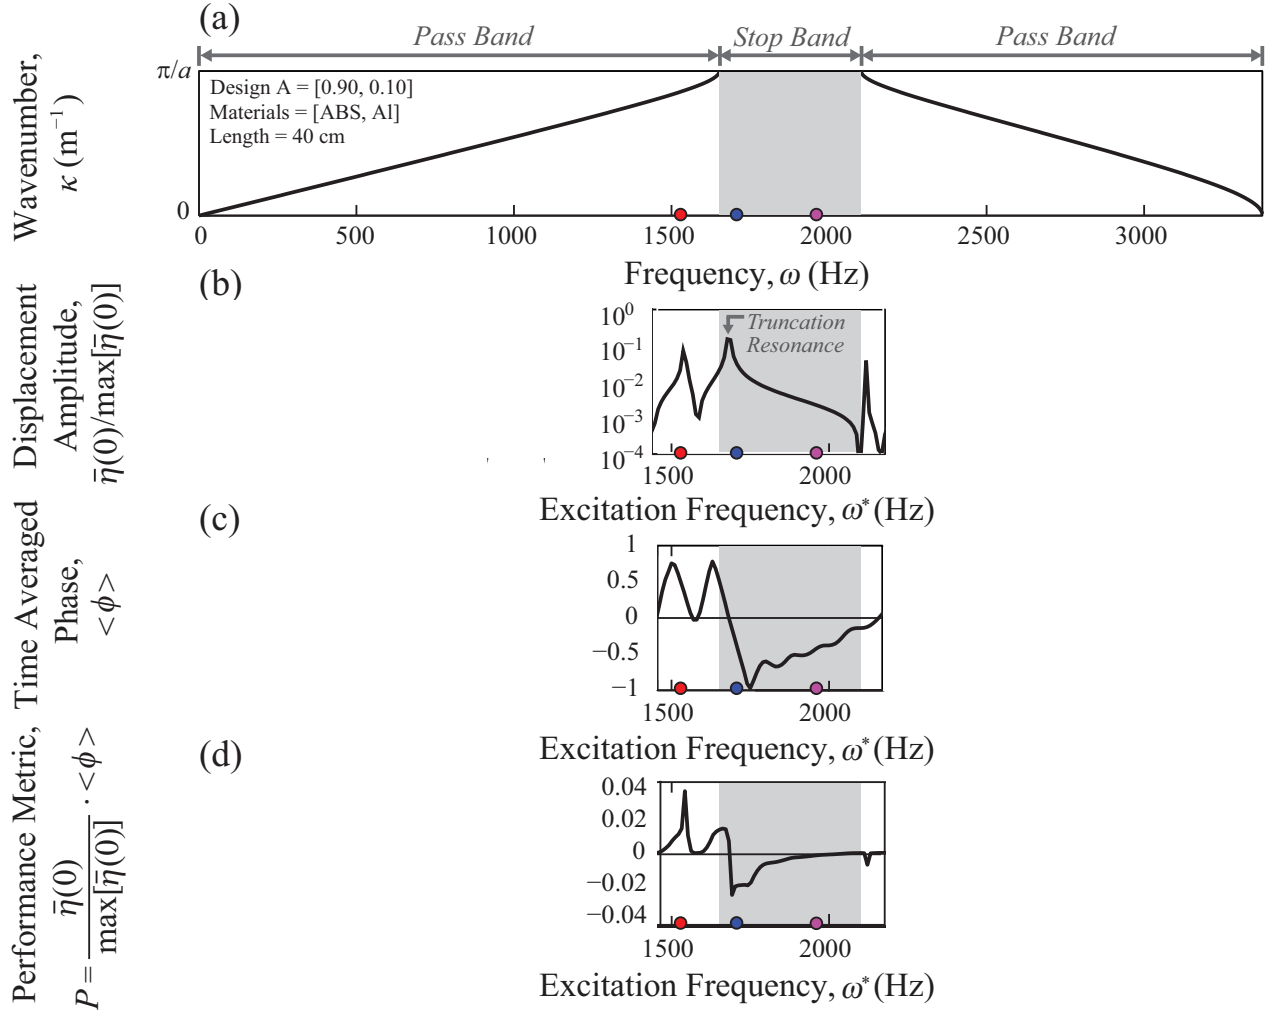 (a)
Pass Band
Stop Band
Pass Band
Wavenumber,
κ (m⁻¹)
π/a
0
Design A = [0.90, 0.10]
Materials = [ABS, Al]
Length = 40 cm
0 500 1000 1500 2000 2500 3000
Frequency, ω (Hz)
(b)
Displacement
Amplitude,
η̄(0)/max[η̄(0)]
10⁰
10⁻¹
10⁻²
10⁻³
10⁻⁴
Truncation
Resonance
1500 2000
Excitation Frequency, ω* (Hz)
(c)
Time Averaged
Phase,
<ϕ>
1
0.5
0
−0.5
−1
1500 2000
Excitation Frequency, ω* (Hz)
(d)
Performance Metric,
P = η̄(0)/max[η̄(0)] · <ϕ>
0.04
0.02
0
−0.02
−0.04
1500 2000
Excitation Frequency, ω* (Hz)